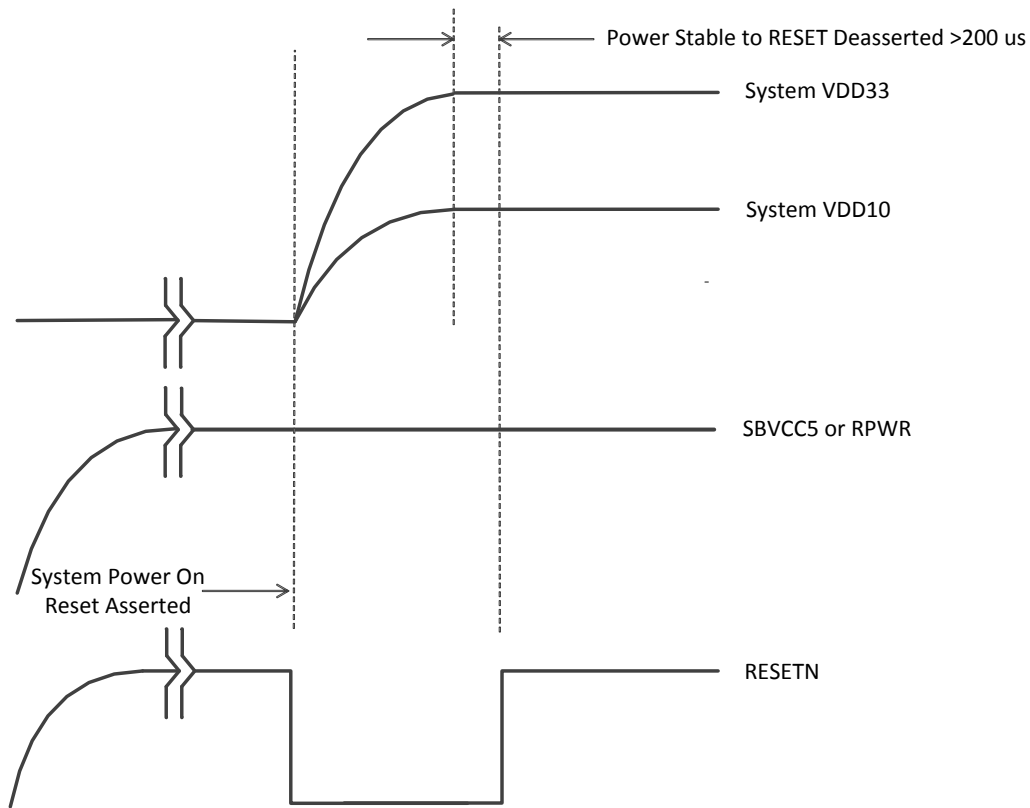 Power Stable to RESET Deasserted >200 us
System VDD33
System VDD10
SBVCC5 or RPWR
System Power On
Reset Asserted
RESETN